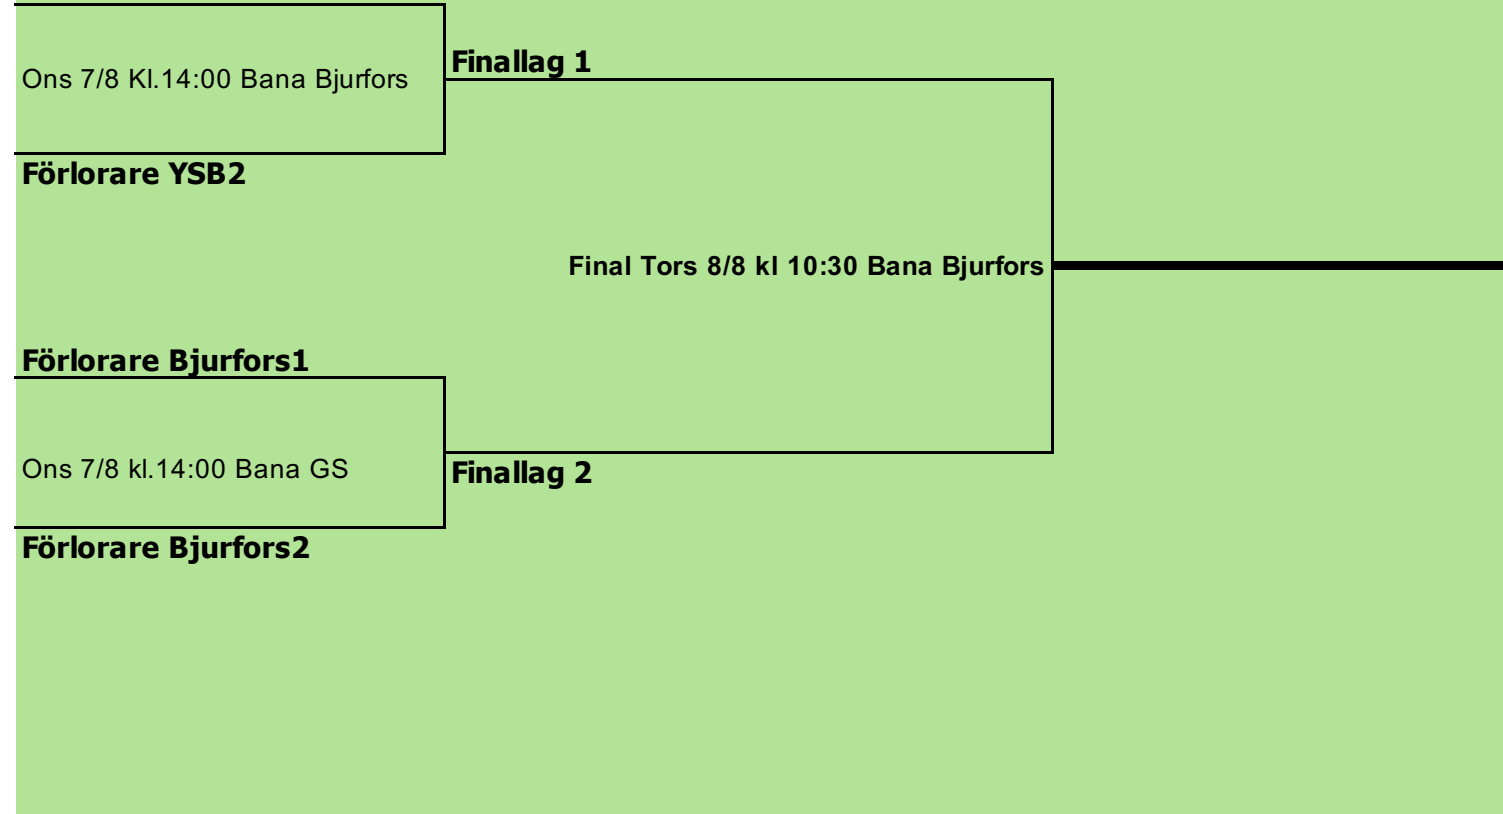 Finallag 1
Ons 7/8 Kl.14:00 Bana Bjurfors
Förlorare YSB2
Final Tors 8/8 kl 10:30 Bana Bjurfors
Förlorare Bjurfors1
Ons 7/8 kl.14:00 Bana GS
Finallag 2
Förlorare Bjurfors2